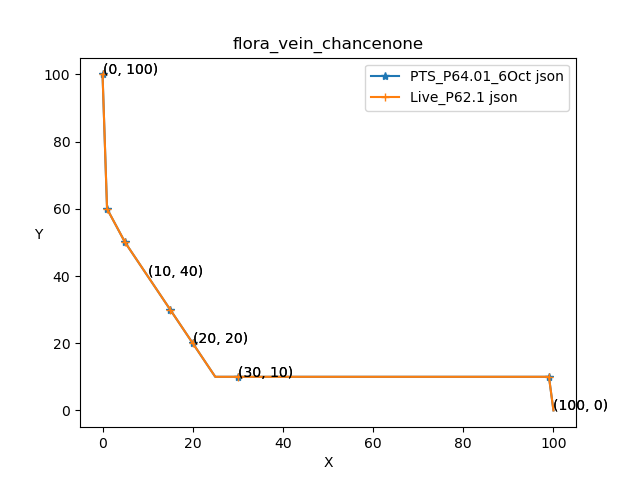 flora_vein_chancenone
PTS_P64.01_6Oct json
Live_P62.1 json
(0, 100)
(10, 40)
(20, 20)
(30, 10)
(100, 0)
Y
100
80
60
40
20
0
0 20 40 60 80 100
X